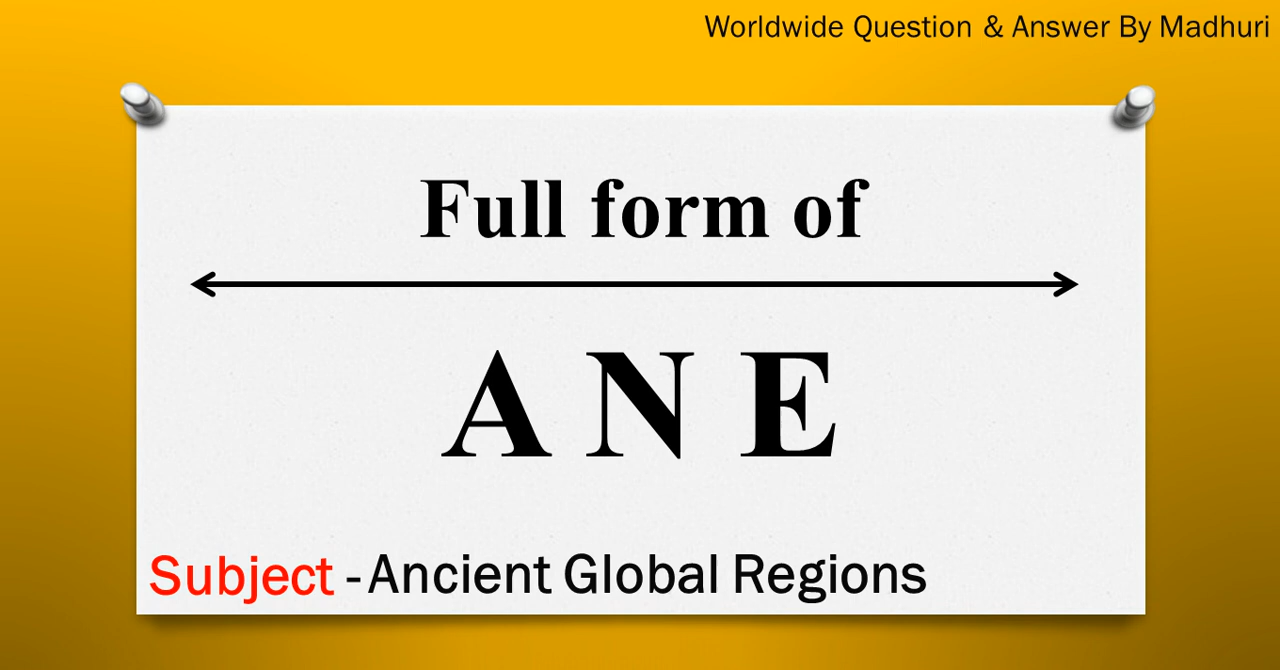 Worldwide Question & Answer By Madhuri
Full form of
A N E
Subject - Ancient Global Regions